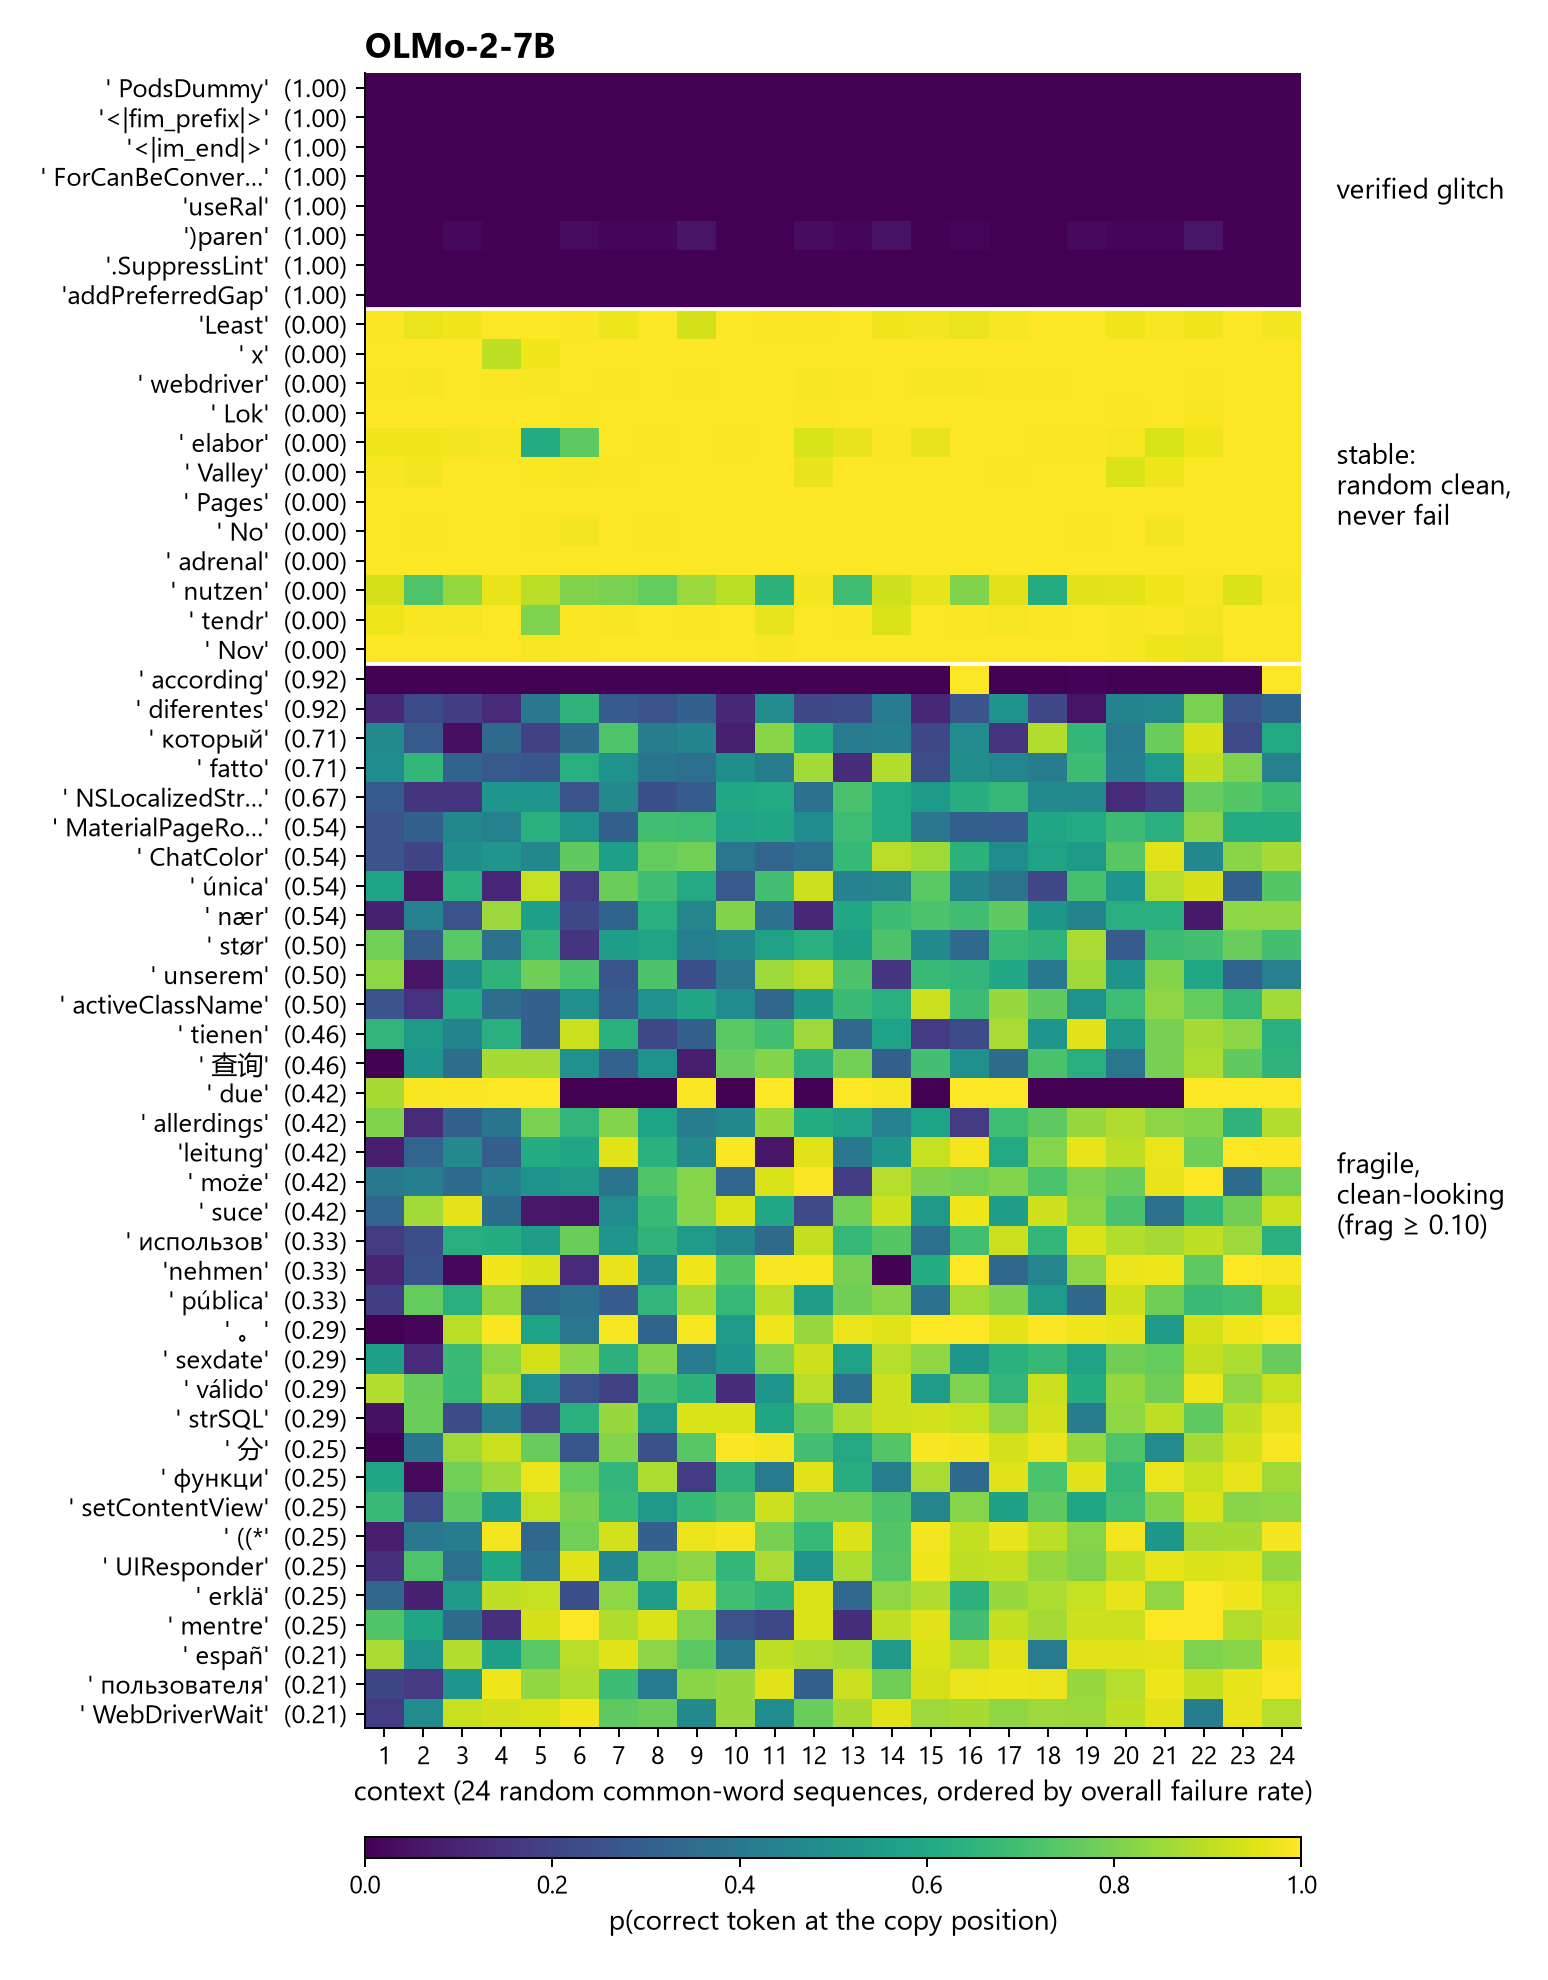 OLMo-2-7B
' PodsDummy' (1.00)
'<|fim_prefix|>' (1.00)
'<|im_end|>' (1.00)
' ForCanBeConver...' (1.00)
'useRal' (1.00)
')paren' (1.00)
'.SuppressLint' (1.00)
'addPreferredGap' (1.00)
verified glitch
'Least' (0.00)
' x' (0.00)
' webdriver' (0.00)
' Lok' (0.00)
' elabor' (0.00)
' Valley' (0.00)
' Pages' (0.00)
' No' (0.00)
' adrenal' (0.00)
' nutzen' (0.00)
' tendr' (0.00)
' Nov' (0.00)
stable:
random clean,
never fail
' according' (0.92)
' diferentes' (0.92)
' который' (0.71)
' fatto' (0.71)
' NSLocalizedStr...' (0.67)
' MaterialPageRo...' (0.54)
' ChatColor' (0.54)
' única' (0.54)
' nær' (0.54)
' stør' (0.50)
' unserem' (0.50)
' activeClassName' (0.50)
' tienen' (0.46)
' 查询' (0.46)
' due' (0.42)
' allerdings' (0.42)
'leitung' (0.42)
' może' (0.42)
' suce' (0.42)
' использов' (0.33)
'nehmen' (0.33)
' pública' (0.33)
' 。' (0.29)
' sexdate' (0.29)
' válido' (0.29)
' strSQL' (0.29)
' 分' (0.25)
' функци' (0.25)
' setContentView' (0.25)
' ((*' (0.25)
' UIResponder' (0.25)
' erklä' (0.25)
' mentre' (0.25)
' españ' (0.21)
' пользователя' (0.21)
' WebDriverWait' (0.21)
fragile,
clean-looking
(frag ≥ 0.10)
1 2 3 4 5 6 7 8 9 10 11 12 13 14 15 16 17 18 19 20 21 22 23 24
context (24 random common-word sequences, ordered by overall failure rate)
0.0 0.2 0.4 0.6 0.8 1.0
p(correct token at the copy position)